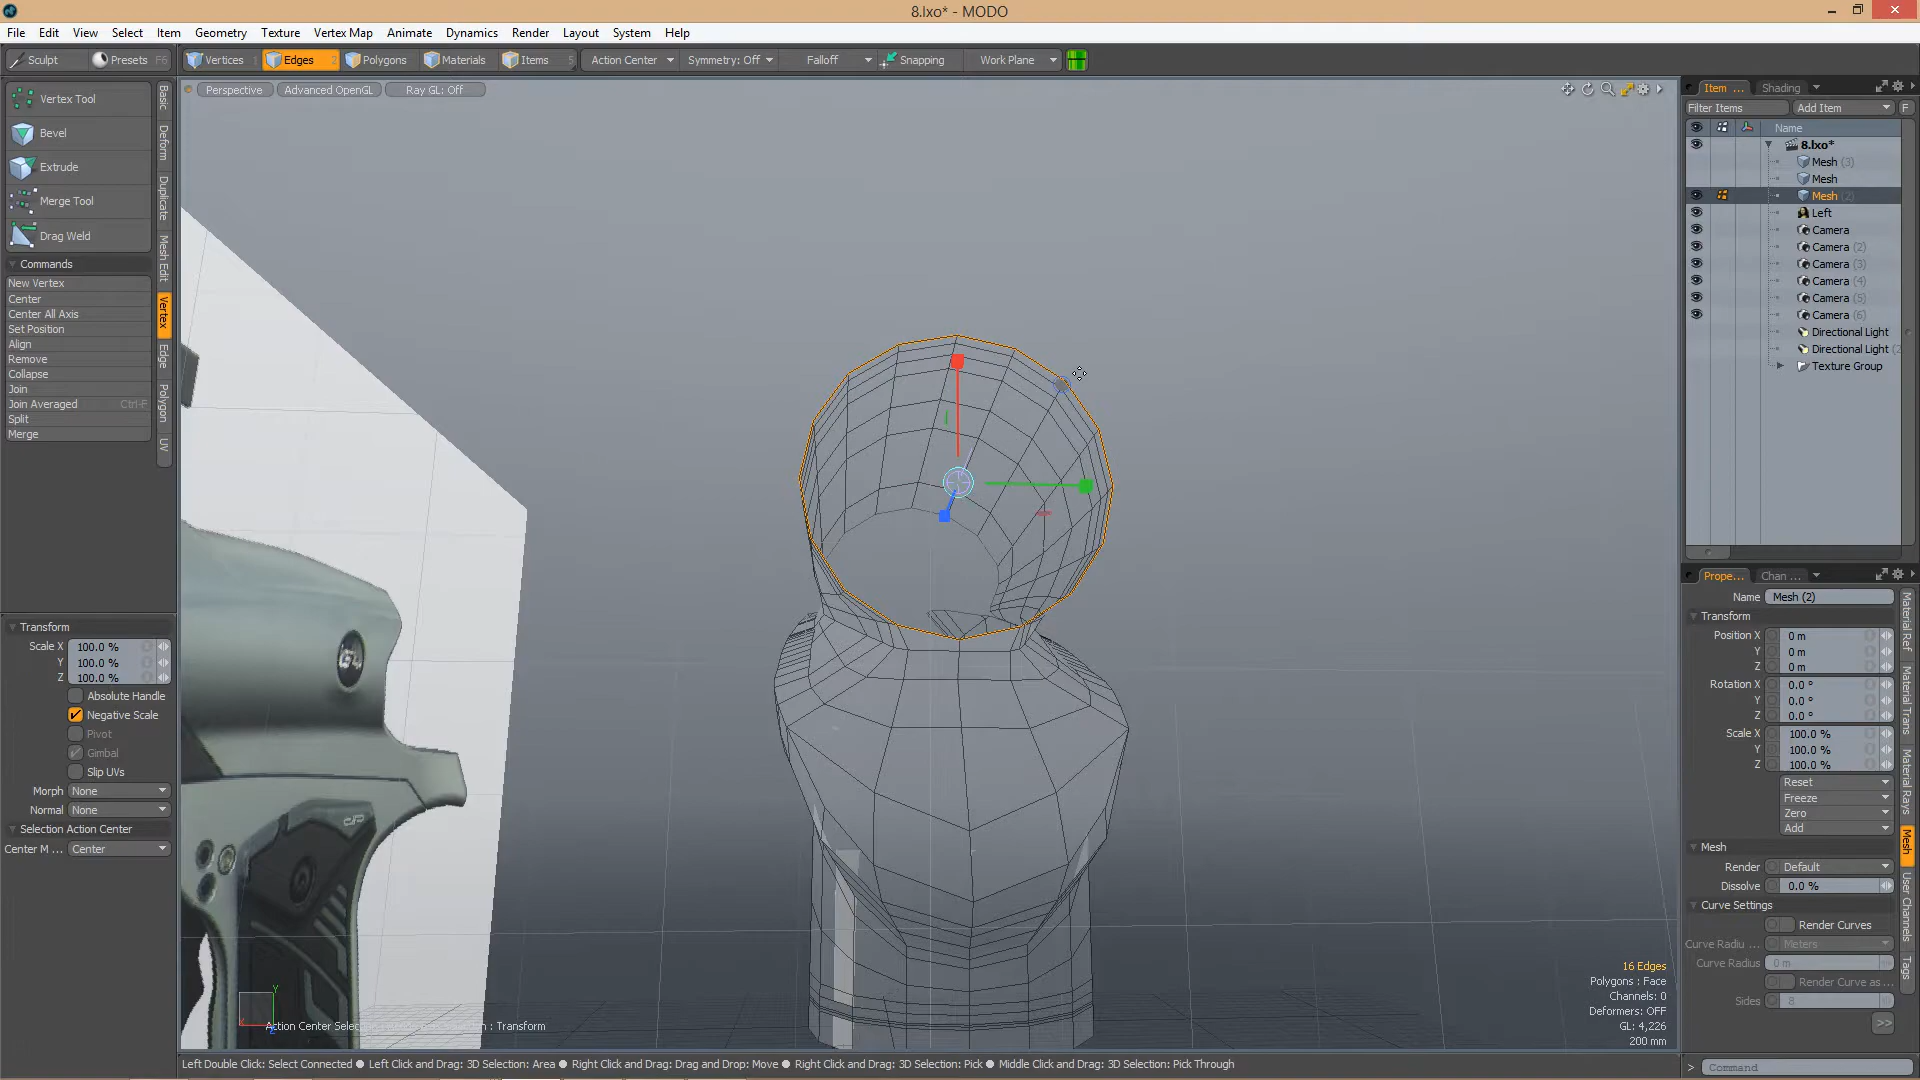 8.lxo* - MODO
File Edit View Select Item Geometry Texture Vertex Map Animate Dynamics Render Layout System Help
Sculpt Presets F6 Vertices 1 Edges 2 Polygons Materials Items 5 Action Center Symmetry: Off Falloff Snapping Work Plane
Perspective Advanced OpenGL Ray GL: Off
Vertex Tool
Bevel
Extrude
Merge Tool
Drag Weld
Commands
New Vertex
Center
Center All Axis
Set Position
Align
Remove
Collapse
Join
Join Averaged Ctrl-F
Split
Merge
Basic
Deform
Duplicate
Mesh Edit
Vertex
Edge
Polygon
UV
Transform
Scale X 100.0 %
Y 100.0 %
Z 100.0 %
Absolute Handle
Negative Scale
Pivot
Gimbal
Slip UVs
Morph None
Normal None
Selection Action Center
Center M ... Center
Y
16 Edges
Polygons : Face
Channels: 0
Deformers: OFF
GL: 4,226
200 mm
: Transform
Left Double Click: Select Connected ● Left Click and Drag: 3D Selection: Area ● Right Click and Drag: Drag and Drop: Move ● Right Click and Drag: 3D Selection: Pick ● Middle Click and Drag: 3D Selection: Pick Through
Item ... Shading
Filter Items Add Item F
Name
8.lxo*
Mesh (3)
Mesh
Mesh (2)
Left
Camera
Camera (2)
Camera (3)
Camera (4)
Camera (5)
Camera (6)
Directional Light
Directional Light (2
Texture Group
Prope... Chan ...
Name Mesh (2)
Transform
Position X 0 m
Y 0 m
Z 0 m
Rotation X 0.0 °
Y 0.0 °
Z 0.0 °
Scale X 100.0 %
Y 100.0 %
Z 100.0 %
Reset
Freeze
Zero
Add
Mesh
Render Default
Dissolve 0.0 %
Curve Settings
Render Curves
Curve Radiu ... Meters
Curve Radius 0 m
Render Curve as ...
Sides 8
>>
Material Ref
Material Trans
Material Rays
Mesh
User Channels
Tags
> Command